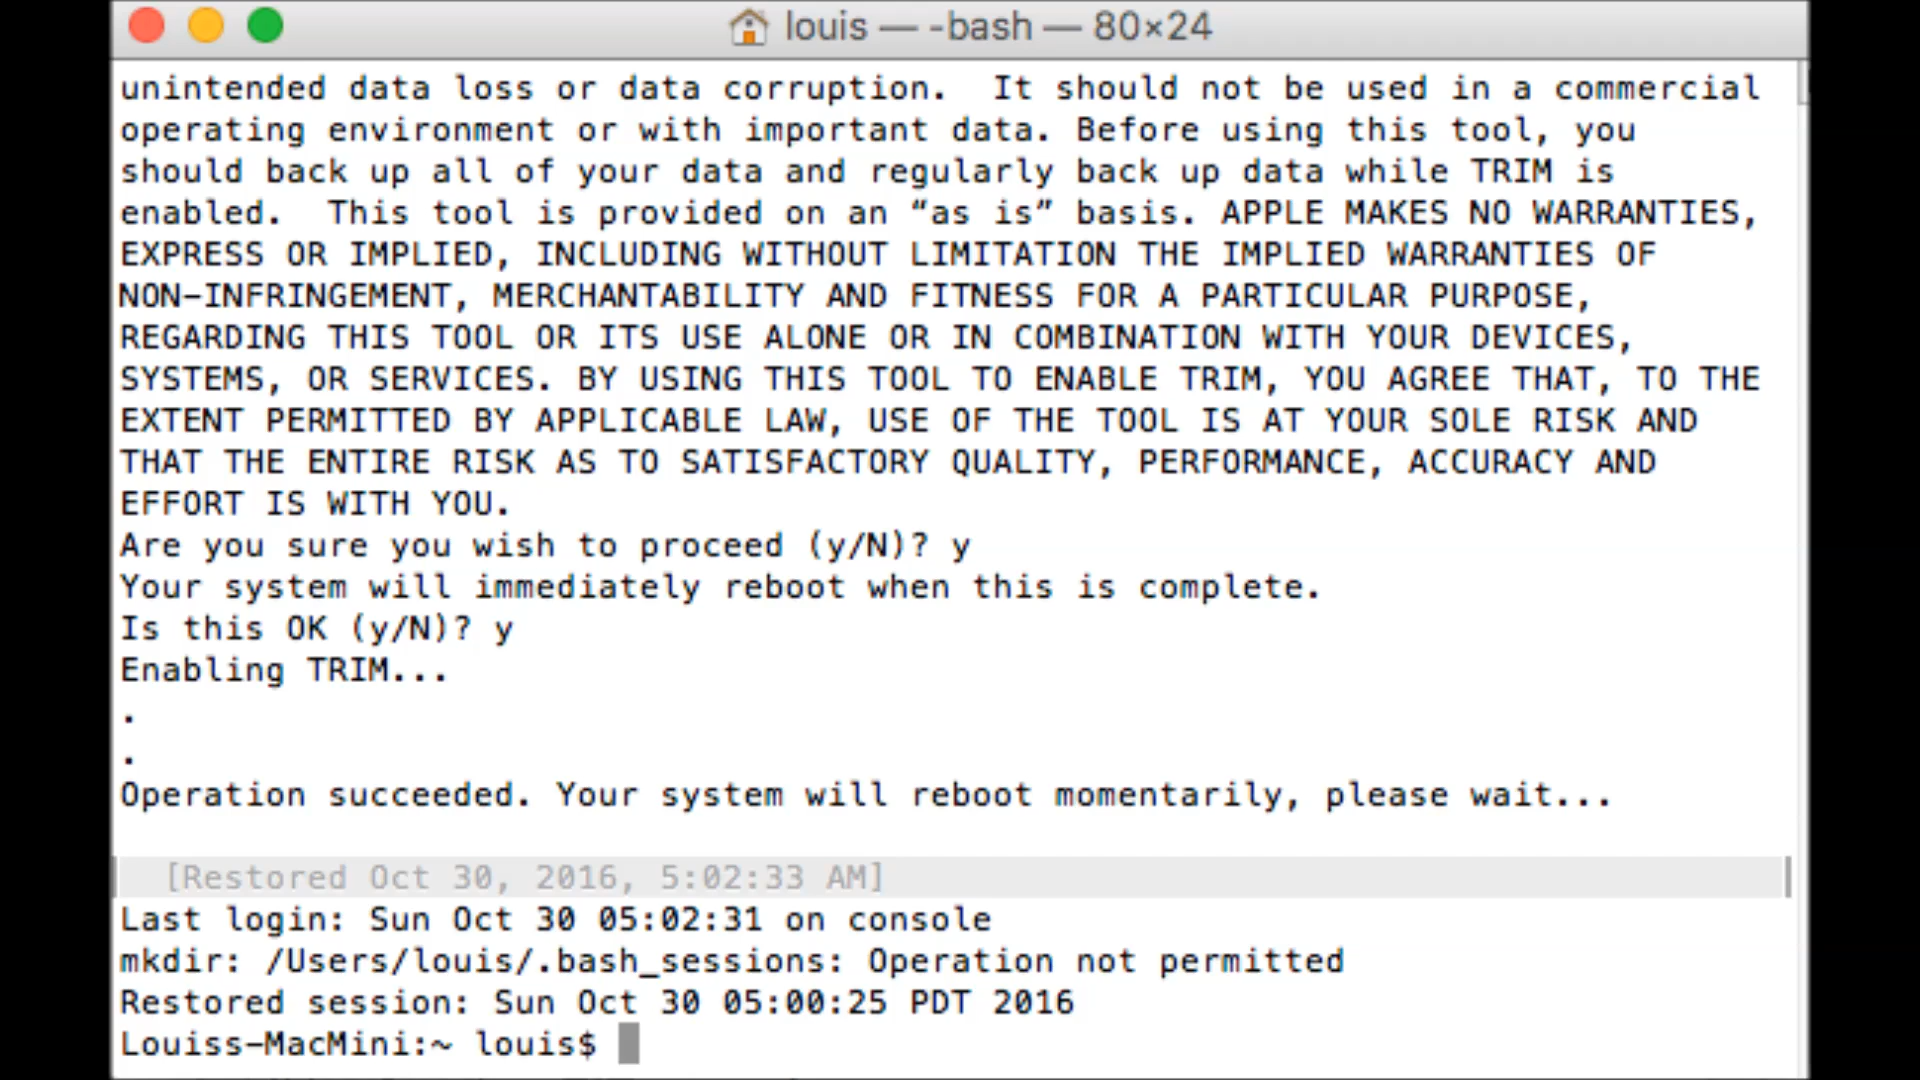 louis — -bash — 80×24
unintended data loss or data corruption.  It should not be used in a commercial
operating environment or with important data. Before using this tool, you
should back up all of your data and regularly back up data while TRIM is
enabled.  This tool is provided on an “as is” basis. APPLE MAKES NO WARRANTIES,
EXPRESS OR IMPLIED, INCLUDING WITHOUT LIMITATION THE IMPLIED WARRANTIES OF
NON-INFRINGEMENT, MERCHANTABILITY AND FITNESS FOR A PARTICULAR PURPOSE,
REGARDING THIS TOOL OR ITS USE ALONE OR IN COMBINATION WITH YOUR DEVICES,
SYSTEMS, OR SERVICES. BY USING THIS TOOL TO ENABLE TRIM, YOU AGREE THAT, TO THE
EXTENT PERMITTED BY APPLICABLE LAW, USE OF THE TOOL IS AT YOUR SOLE RISK AND
THAT THE ENTIRE RISK AS TO SATISFACTORY QUALITY, PERFORMANCE, ACCURACY AND
EFFORT IS WITH YOU.
Are you sure you wish to proceed (y/N)? y
Your system will immediately reboot when this is complete.
Is this OK (y/N)? y
Enabling TRIM...
.
.
Operation succeeded. Your system will reboot momentarily, please wait...
[Restored Oct 30, 2016, 5:02:33 AM]
Last login: Sun Oct 30 05:02:31 on console
mkdir: /Users/louis/.bash_sessions: Operation not permitted
Restored session: Sun Oct 30 05:00:25 PDT 2016
Louiss-MacMini:~ louis$